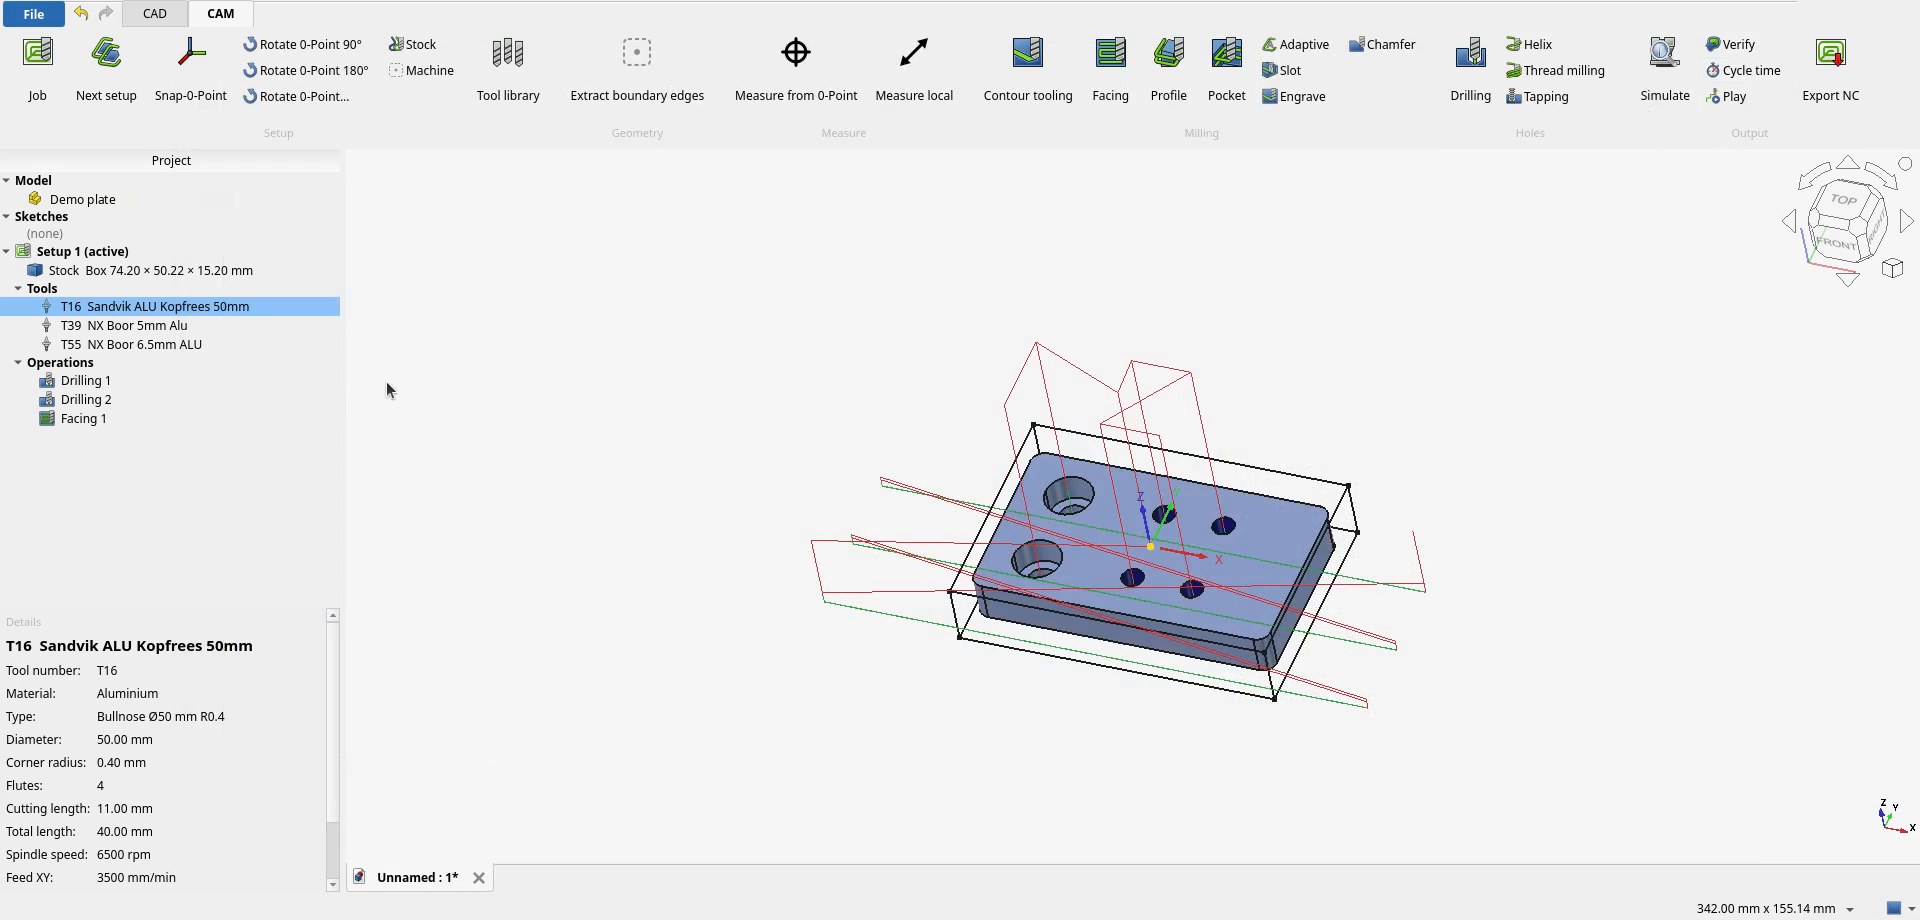 File
CAD
CAM
Job
Next setup
Snap-0-Point
Rotate 0-Point 90°
Rotate 0-Point 180°
Rotate 0-Point...
Stock
Machine
Setup
Tool library
Extract boundary edges
Geometry
Measure from 0-Point
Measure local
Measure
Contour tooling
Facing
Profile
Pocket
Adaptive
Slot
Engrave
Chamfer
Milling
Drilling
Helix
Thread milling
Tapping
Holes
Simulate
Verify
Cycle time
Play
Output
Export NC
Project
Model
Demo plate
Sketches
(none)
Setup 1 (active)
Stock Box 74.20 × 50.22 × 15.20 mm
Tools
T16 Sandvik ALU Kopfrees 50mm
T39 NX Boor 5mm Alu
T55 NX Boor 6.5mm ALU
Operations
Drilling 1
Drilling 2
Facing 1
Details
T16 Sandvik ALU Kopfrees 50mm
Tool number: T16
Material: Aluminium
Type: Bullnose Ø50 mm R0.4
Diameter: 50.00 mm
Corner radius: 0.40 mm
Flutes: 4
Cutting length: 11.00 mm
Total length: 40.00 mm
Spindle speed: 6500 rpm
Feed XY: 3500 mm/min
TOP
FRONT
RIGHT
Z
Y
X
Z
Y
X
Unnamed : 1*
342.00 mm x 155.14 mm